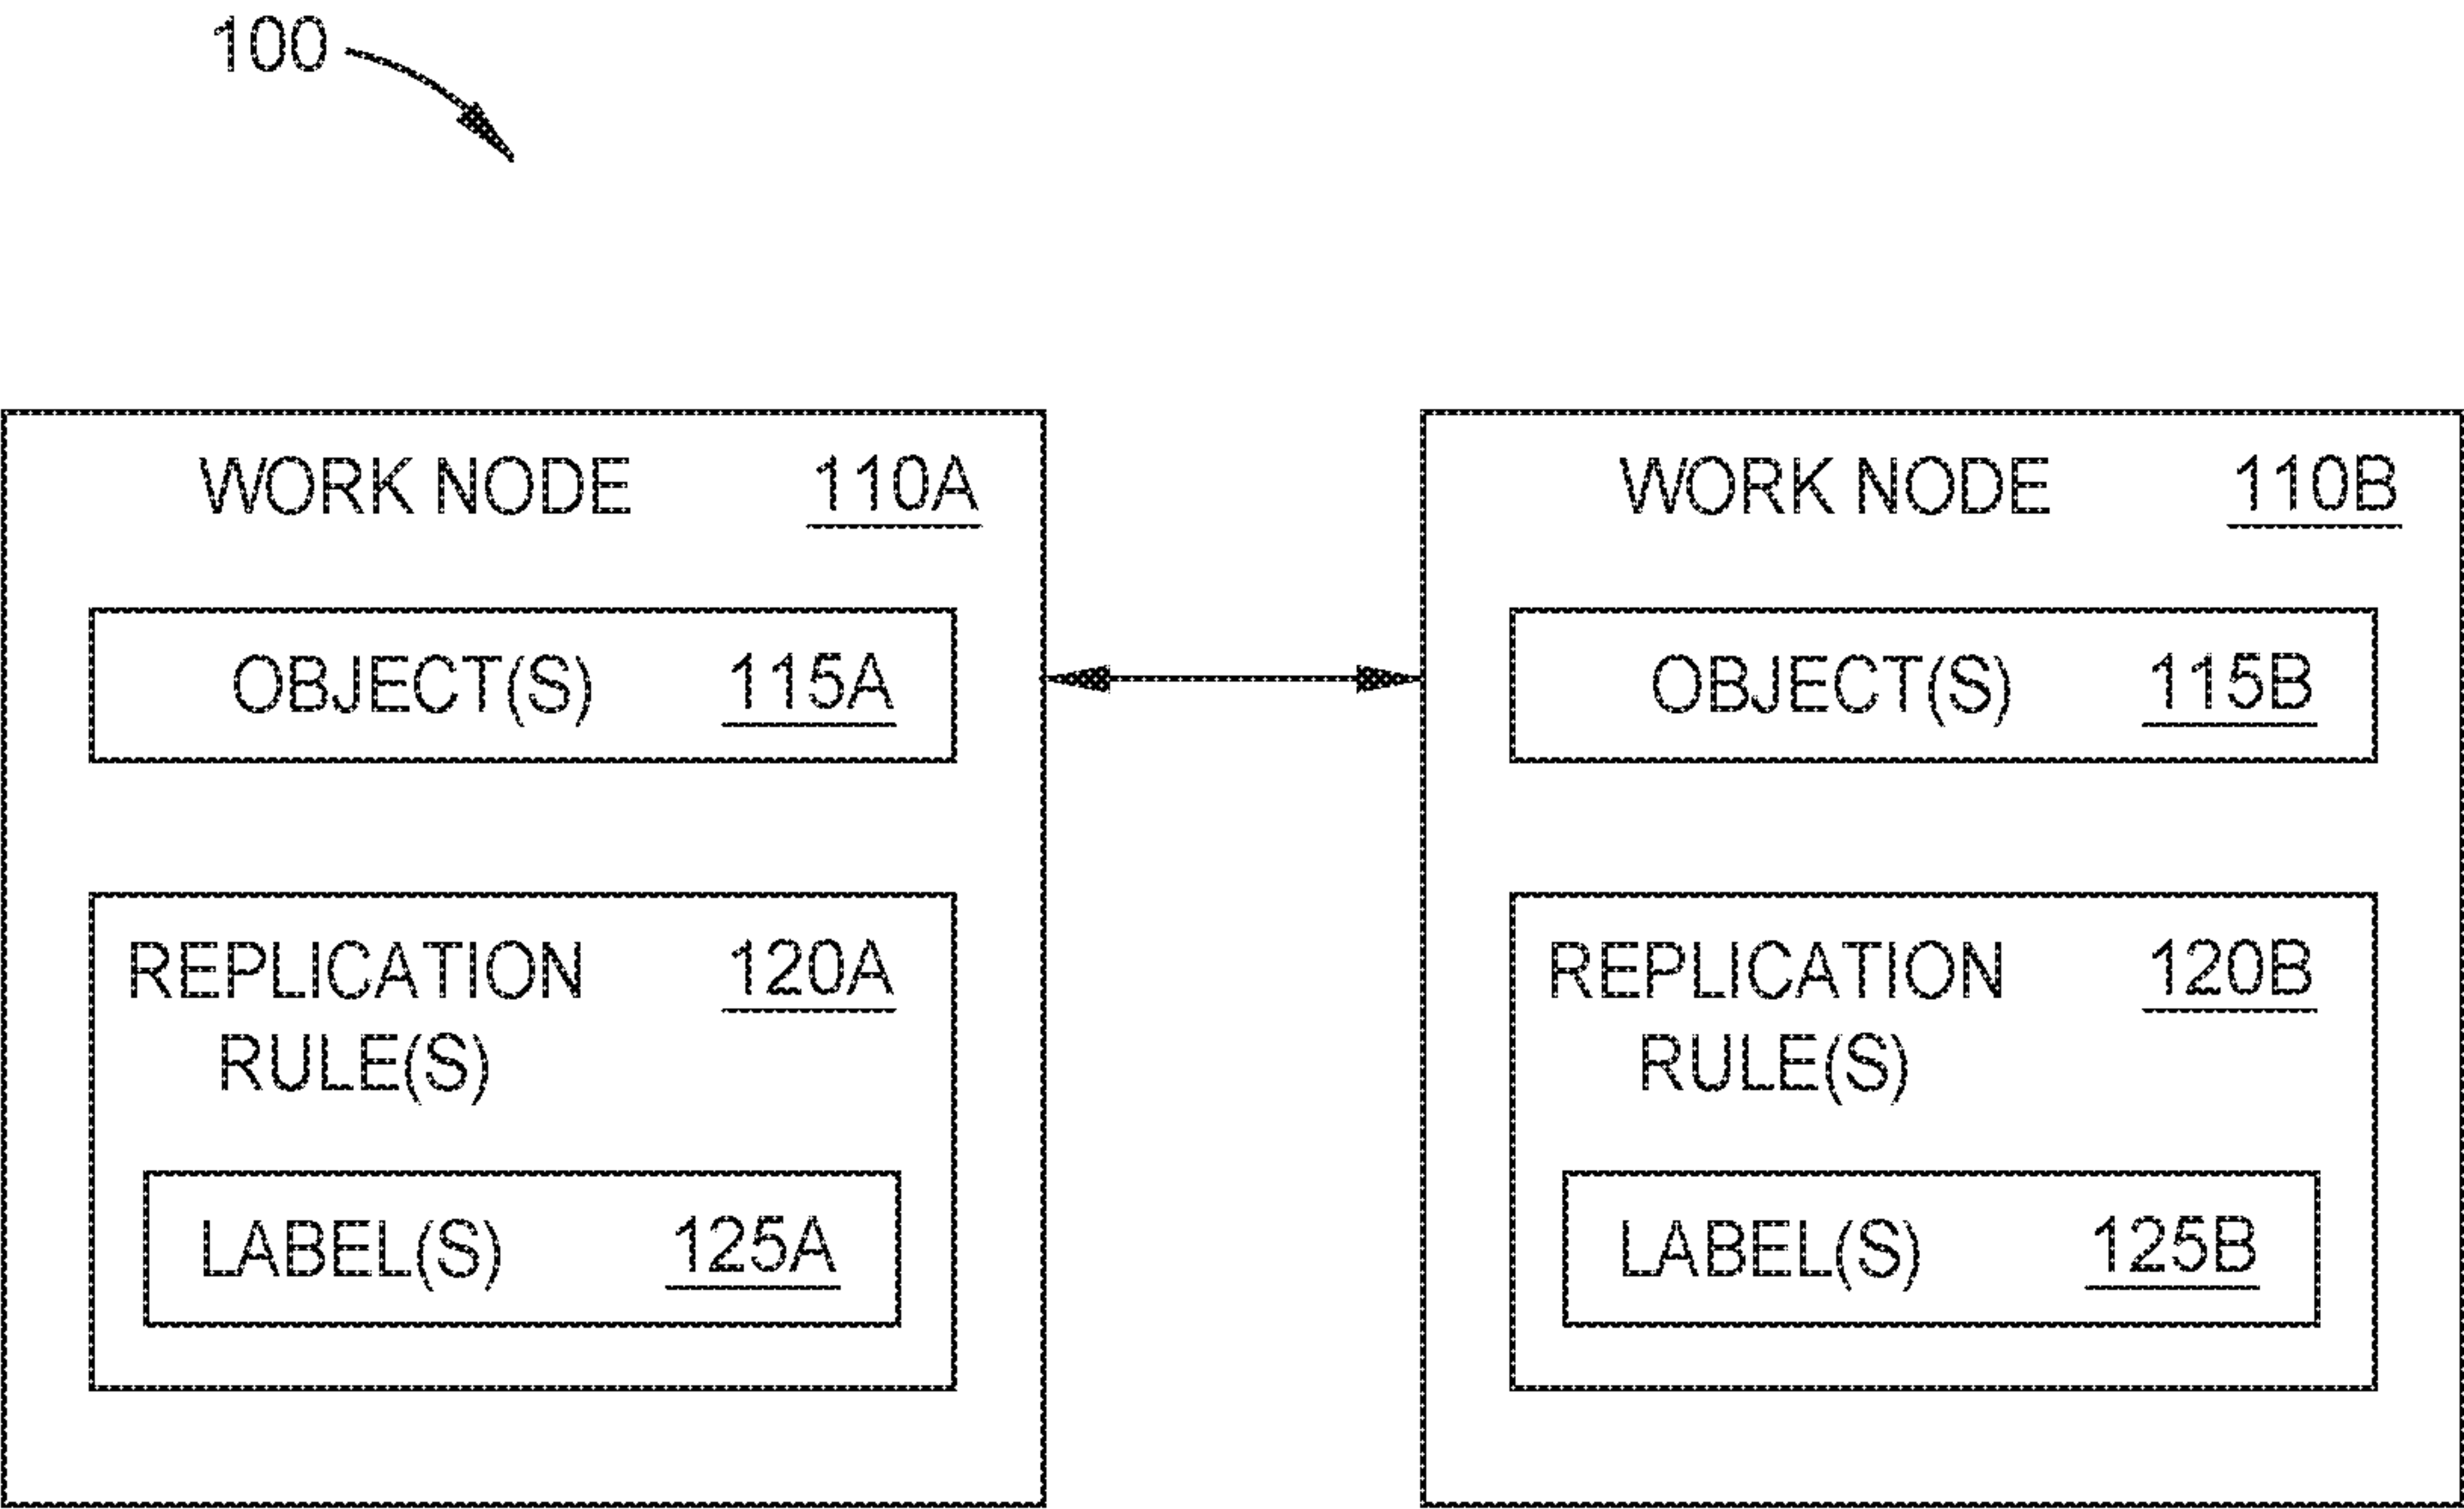 100
WORK NODE 110A
OBJECT(S) 115A
REPLICATION 120A
RULE(S)
LABEL(S) 125A
WORK NODE 110B
OBJECT(S) 115B
REPLICATION 120B
RULE(S)
LABEL(S) 125B